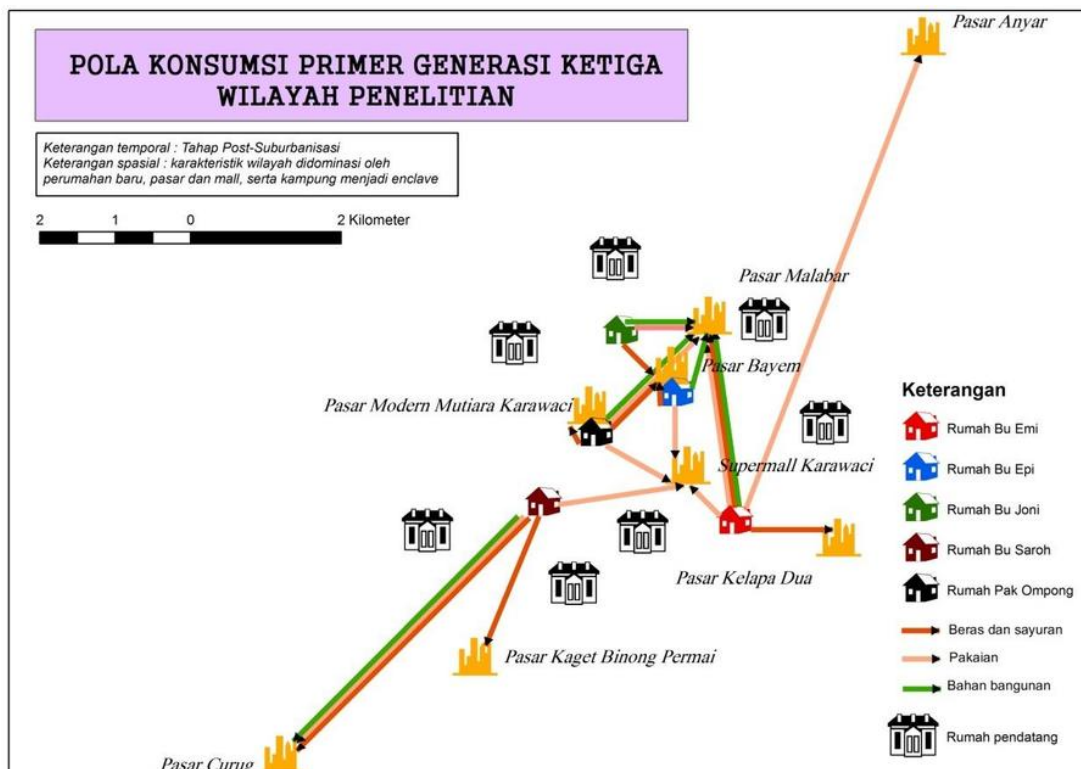 Pasar Anyar
POLA KONSUMSI PRIMER GENERASI KETIGA
WILAYAH PENELITIAN
Keterangan temporal : Tahap Post-Suburbanisasi
Keterangan spasial : karakteristik wilayah didominasi oleh
perumahan baru, pasar dan mall, serta kampung menjadi enclave
2 1 0 2 Kilometer
Pasar Malabar
Pasar Bayem
Pasar Modern Mutiara Karawaci
Supermall Karawaci
Pasar Kelapa Dua
Pasar Kaget Binong Permai
Pasar Curug
Keterangan
Rumah Bu Emi
Rumah Bu Epi
Rumah Bu Joni
Rumah Bu Saroh
Rumah Pak Ompong
Beras dan sayuran
Pakaian
Bahan bangunan
Rumah pendatang